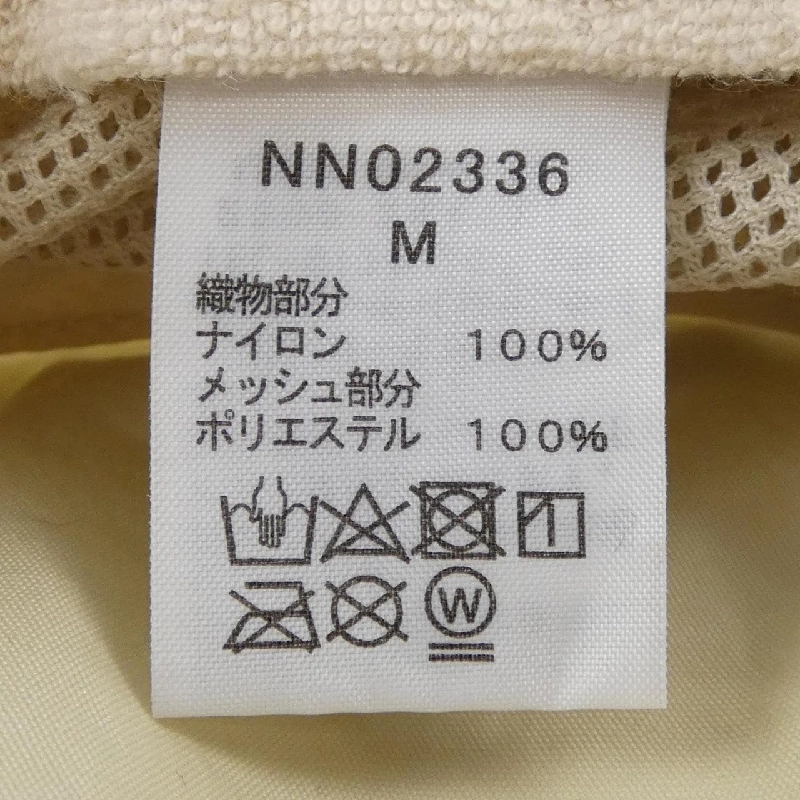 NN02336
M
織物部分
ナイロン 100%
メッシュ部分
ポリエステル 100%
W